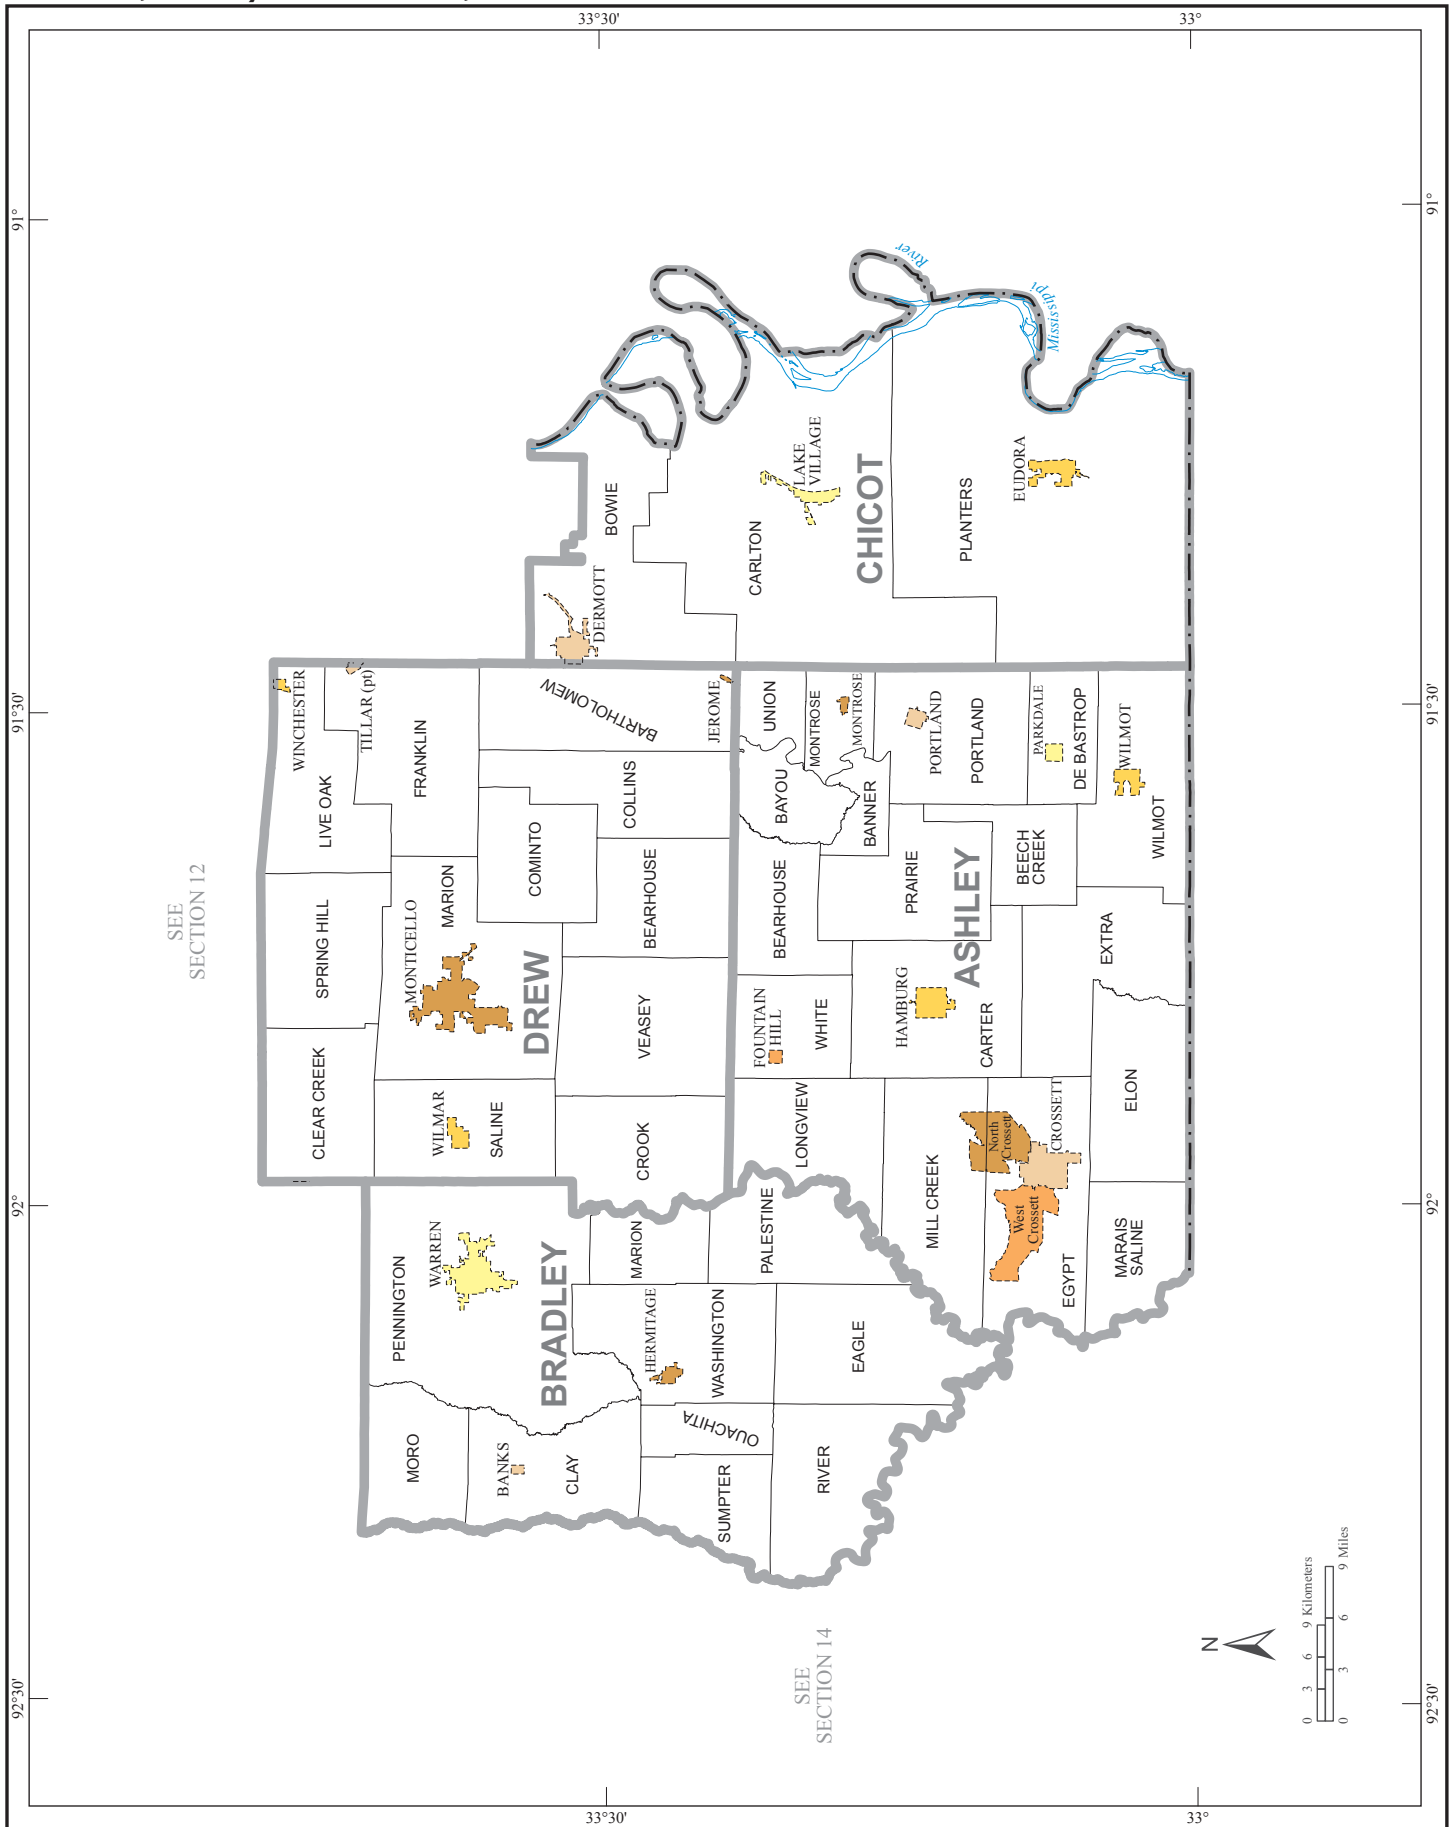 33°30'
33°
91°
91°
River
Mississippi
LAKE
VILLAGE
EUDORA
CHICOT
BOWIE
CARLTON
PLANTERS
DERMOTT
WINCHESTER
TILLAR (pt)
BARTHOLOMEW
JEROME
UNION
MONTROSE
MONTROSE
PORTLAND
PORTLAND
PARKDALE
DE BASTROP
WILMOT
91°30'
91°30'
FRANKLIN
LIVE OAK
COLLINS
BAYOU
BANNER
WILMOT
COMINTO
BEARHOUSE
BEARHOUSE
PRAIRIE
BEECH
CREEK
SEE
SECTION 12
SPRING HILL
MONTICELLO
MARION
ASHLEY
EXTRA
DREW
VEASEY
FOUNTAIN
HILL
WHITE
HAMBURG
CARTER
CLEAR CREEK
WILMAR
SALINE
CROOK
LONGVIEW
MILL CREEK
North
Crossett
CROSSETT
ELON
92°
92°
WARREN
PENNINGTON
BRADLEY
MARION
PALESTINE
West
Crossett
EGYPT
MARAIS
SALINE
HERMITAGE
WASHINGTON
EAGLE
MORO
BANKS
CLAY
OUACHITA
SUMPTER
RIVER
SEE
SECTION 14
N
0 3 6 9 Kilometers
0 3 6 9 Miles
92°30'
92°30'
33°30'
33°